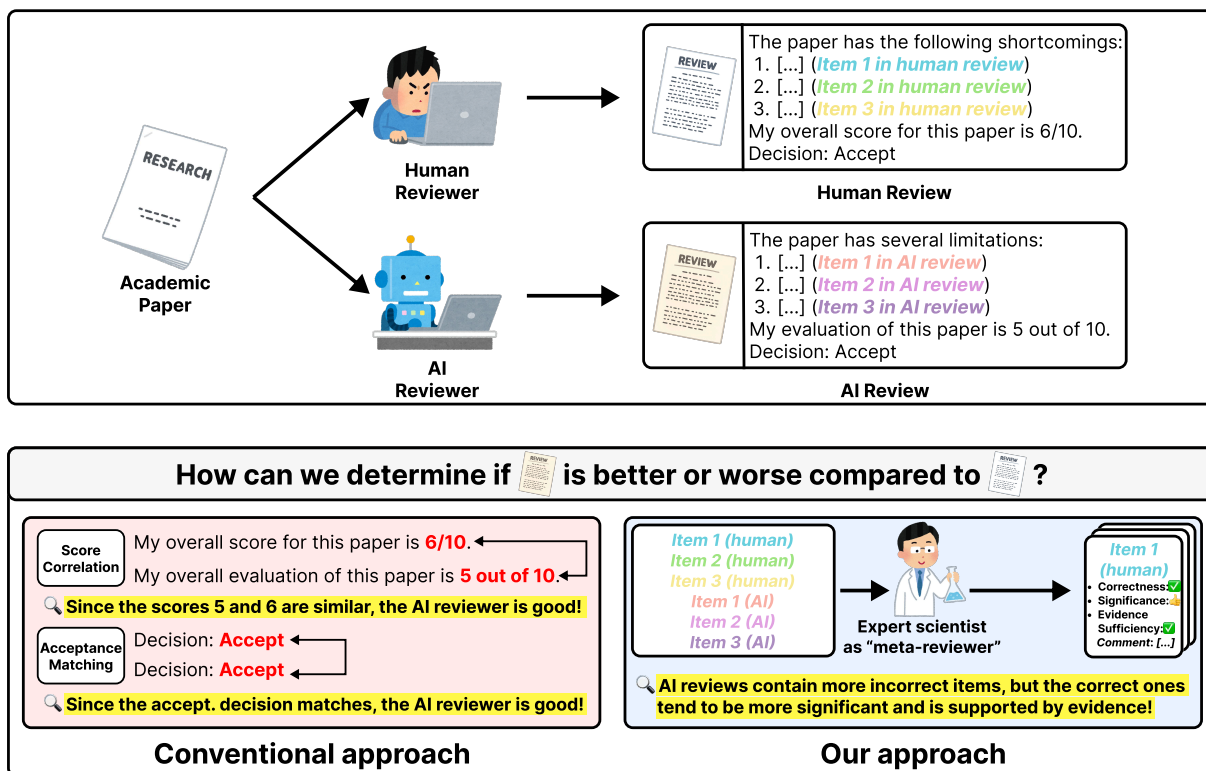 RESEARCH
Academic
Paper
Human
Reviewer
AI
Reviewer
REVIEW
The paper has the following shortcomings:
1. [...] (Item 1 in human review)
2. [...] (Item 2 in human review)
3. [...] (Item 3 in human review)
My overall score for this paper is 6/10.
Decision: Accept
Human Review
REVIEW
The paper has several limitations:
1. [...] (Item 1 in AI review)
2. [...] (Item 2 in AI review)
3. [...] (Item 3 in AI review)
My evaluation of this paper is 5 out of 10.
Decision: Accept
AI Review
How can we determine if REVIEW is better or worse compared to REVIEW ?
Score
Correlation
My overall score for this paper is 6/10.
My overall evaluation of this paper is 5 out of 10.
Since the scores 5 and 6 are similar, the AI reviewer is good!
Acceptance
Matching
Decision: Accept
Decision: Accept
Since the accept. decision matches, the AI reviewer is good!
Conventional approach
Item 1 (human)
Item 2 (human)
Item 3 (human)
Item 1 (AI)
Item 2 (AI)
Item 3 (AI)
Expert scientist
as “meta-reviewer”
Item 1
(human)
• Correctness:✅
• Significance:👍
• Evidence
Sufficiency:✅
Comment: [...]
AI reviews contain more incorrect items, but the correct ones
tend to be more significant and is supported by evidence!
Our approach